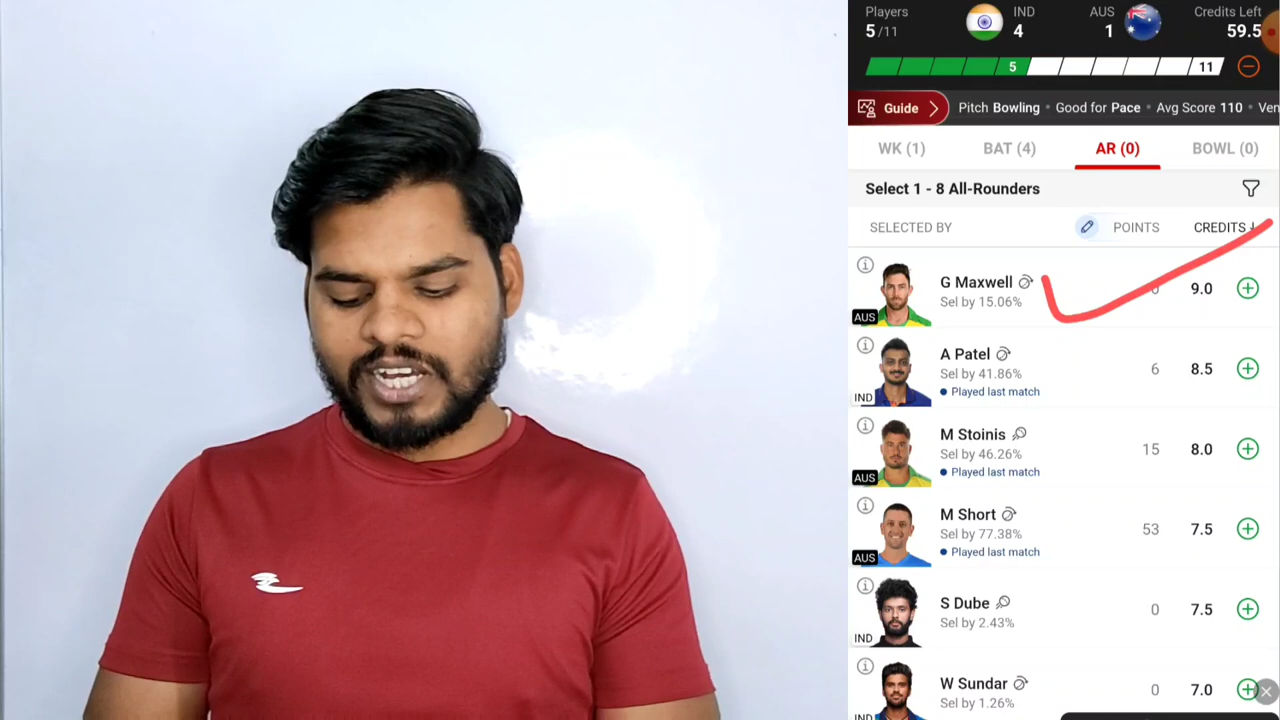 Players IND AUS Credits Left
5/11 4 1 59.5
5 11
Guide Pitch Bowling • Good for Pace • Avg Score 110 • Ven
WK (1) BAT (4) AR (0) BOWL (0)
Select 1 - 8 All-Rounders
SELECTED BY POINTS CREDITS↓
G Maxwell
Sel by 15.06% 0 9.0
AUS
A Patel
Sel by 41.86% 6 8.5
Played last match
IND
M Stoinis
Sel by 46.26% 15 8.0
Played last match
AUS
M Short
Sel by 77.38% 53 7.5
Played last match
AUS
S Dube
Sel by 2.43% 0 7.5
IND
W Sundar
Sel by 1.26% 0 7.0
IND